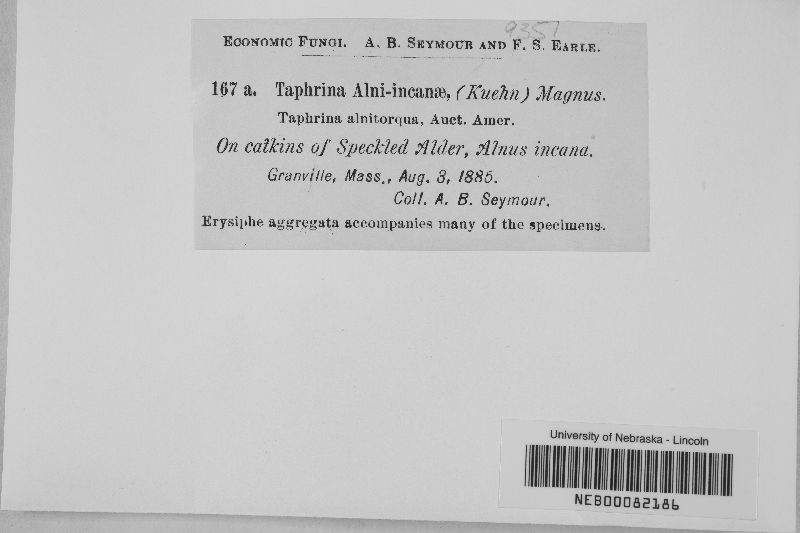 9351
ECONOMIC FUNGI. A. B. SEYMOUR AND F. S. EARLE.
167 a. Taphrina Alni-incanæ, (Kuehn) Magnus.
Taphrina alnitorqua, Auct. Amer.
On catkins of Speckled Alder, Alnus incana.
Granville, Mass., Aug. 3, 1885.
Coll. A. B. Seymour.
Erysiphe aggregata accompanies many of the specimens.
University of Nebraska - Lincoln
NEB00082186